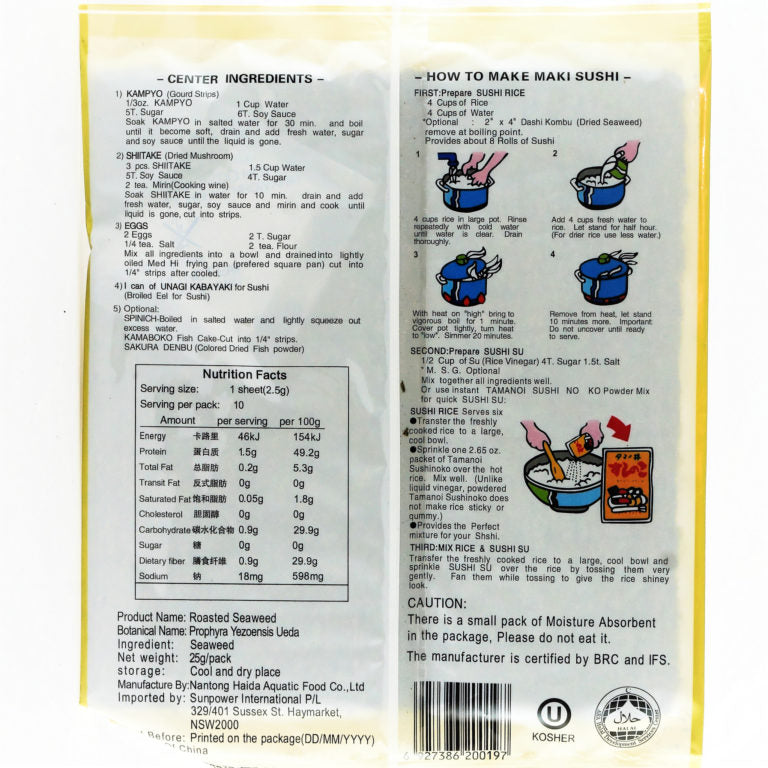 – CENTER INGREDIENTS –
1) KAMPYO (Gourd Strips)
1/3oz. KAMPYO 1 Cup Water
5T. Sugar 6T. Soy Sauce
Soak KAMPYO in salted water for 30 min. and boil
until it become soft, drain and add fresh water, sugar
and soy sauce until the liquid is gone.
2) SHIITAKE (Dried Mushroom)
3 pcs. SHIITAKE 1.5 Cup Water
5T. Soy Sauce 4T. Sugar
2 tea. Mirin(Cooking wine)
Soak SHIITAKE in water for 10 min. drain and add
fresh water, sugar, soy sauce and mirin and cook until
liquid is gone, cut into strips.
3) EGGS
2 Eggs 2 T. Sugar
1/4 tea. Salt 2 tea. Flour
Mix all ingredients into a bowl and drained into lightly
oiled Med Hi frying pan (prefered square pan) cut into
1/4" strips after cooled.
4) I can of UNAGI KABAYAKI for Sushi
(Broiled Eel for Sushi)
5) Optional:
SPINICH-Boiled in salted water and lightly squeeze out
excess water.
KAMABOKO Fish Cake-Cut into 1/4" strips.
SAKURA DENBU (Colored Dried Fish powder)
Nutrition Facts
Serving size: 1 sheet(2.5g)
Serving per pack: 10
Amount per serving per 100g
Energy 卡路里 46kJ 154kJ
Protein 蛋白质 1.5g 49.2g
Total Fat 总脂肪 0.2g 5.3g
Transit Fat 反式脂肪 0g 0g
Saturated Fat 饱和脂肪 0.05g 1.8g
Cholesterol 胆固醇 0g 0g
Carbohydrate 碳水化合物 0.9g 29.9g
Sugar 糖 0g 0g
Dietary fiber 膳食纤维 0.9g 29.9g
Sodium 钠 18mg 598mg
Product Name: Roasted Seaweed
Botanical Name: Prophyra Yezoensis Ueda
Ingredient: Seaweed
Net weight: 25g/pack
storage: Cool and dry place
Manufacture By: Nantong Haida Aquatic Food Co.,Ltd
Imported by: Sunpower International P/L
329/401 Sussex St. Haymarket,
NSW2000
Before: Printed on the package(DD/MM/YYYY)
China
– HOW TO MAKE MAKI SUSHI –
FIRST:Prepare SUSHI RICE
4 Cups of Rice
4 Cups of Water
*Optional : 2" x 4" Dashi Kombu (Dried Seaweed)
remove at boiling point.
Provides about 8 Rolls of Sushi
1 2
4 cups rice in large pot. Rinse
repeatedly with cold water
until water is clear. Drain
thoroughly.
Add 4 cups fresh water to
rice. Let stand for half hour.
(For drier rice use less water.)
3 4
With heat on "high" bring to
vigorous boil for 1 minute.
Cover pot tightly, turn heat
to "low". Simmer 20 minutes.
Remove from heat, let stand
10 minutes more. Important:
Do not uncover until ready
to serve.
SECOND:Prepare SUSHI SU
1/2 Cup of Su (Rice Vinegar) 4T. Sugar 1.5t. Salt
* M. S. G. Optional
Mix together all ingredients well.
Or use instant TAMANOI SUSHI NO KO Powder Mix
for quick SUSHI SU:
SUSHI RICE Serves six
●Transter the freshly
cooked rice to a large,
cool bowl.
●Sprinkle one 2.65 oz.
packet of Tamanoi
Sushinoko over the hot
rice. Mix well. (Unlike
liquid vinegar, powdered
Tamanoi Sushinoko does
not make rice sticky or
gummy.)
●Provides the Perfect
mixture for your Shshi.
タマノ井
すしのこ
THIRD:MIX RICE & SUSHI SU
Transfer the freshly cooked rice to a large, cool bowl and
sprinkle SUSHI SU over the rice by tossing them very
gently. Fan them while tossing to give the rice shiney
look.
CAUTION:
There is a small pack of Moisture Absorbent
in the package, Please do not eat it.
The manufacturer is certified by BRC and IFS.
6 927386 200197
U
KOSHER
حلال
HALAL